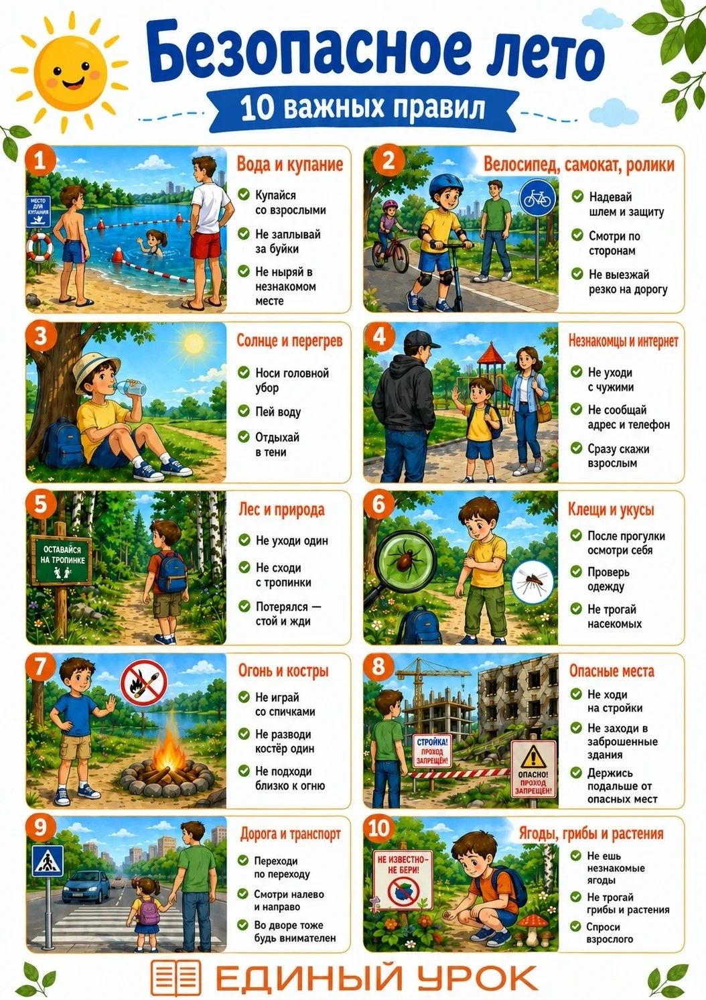 Безопасное лето
10 важных правил
1
Вода и купание
МЕСТО
ДЛЯ
КУПАНИЯ
Купайся
со взрослыми
Не заплывай
за буйки
Не ныряй в
незнакомом
месте
2
Велосипед, самокат, ролики
Надевай
шлем и защиту
Смотри по
сторонам
Не выезжай
резко на дорогу
3
Солнце и перегрев
Носи головной
убор
Пей воду
Отдыхай
в тени
4
Незнакомцы и интернет
Не уходи
с чужими
Не сообщай
адрес и телефон
Сразу скажи
взрослым
5
Лес и природа
ОСТАВАЙСЯ
НА ТРОПИНКЕ
Не уходи один
Не сходи
с тропинки
Потерялся —
стой и жди
6
Клещи и укусы
После прогулки
осмотри себя
Проверь
одежду
Не трогай
насекомых
7
Огонь и костры
Не играй
со спичками
Не разводи
костёр один
Не подходи
близко к огню
8
Опасные места
СТРОЙКА!
ПРОХОД
ЗАПРЕЩЁН!
ОПАСНО!
ПРОХОД
ЗАПРЕЩЁН!
Не ходи
на стройки
Не заходи в
заброшенные
здания
Держись
подальше от
опасных мест
9
Дорога и транспорт
Переходи
по переходу
Смотри налево
и направо
Во дворе тоже
будь внимателен
10
Ягоды, грибы и растения
НЕ ИЗВЕСТНО–
НЕ БЕРИ!
Не ешь
незнакомые
ягоды
Не трогай
грибы и растения
Спроси
взрослого
ЕДИНЫЙ УРОК